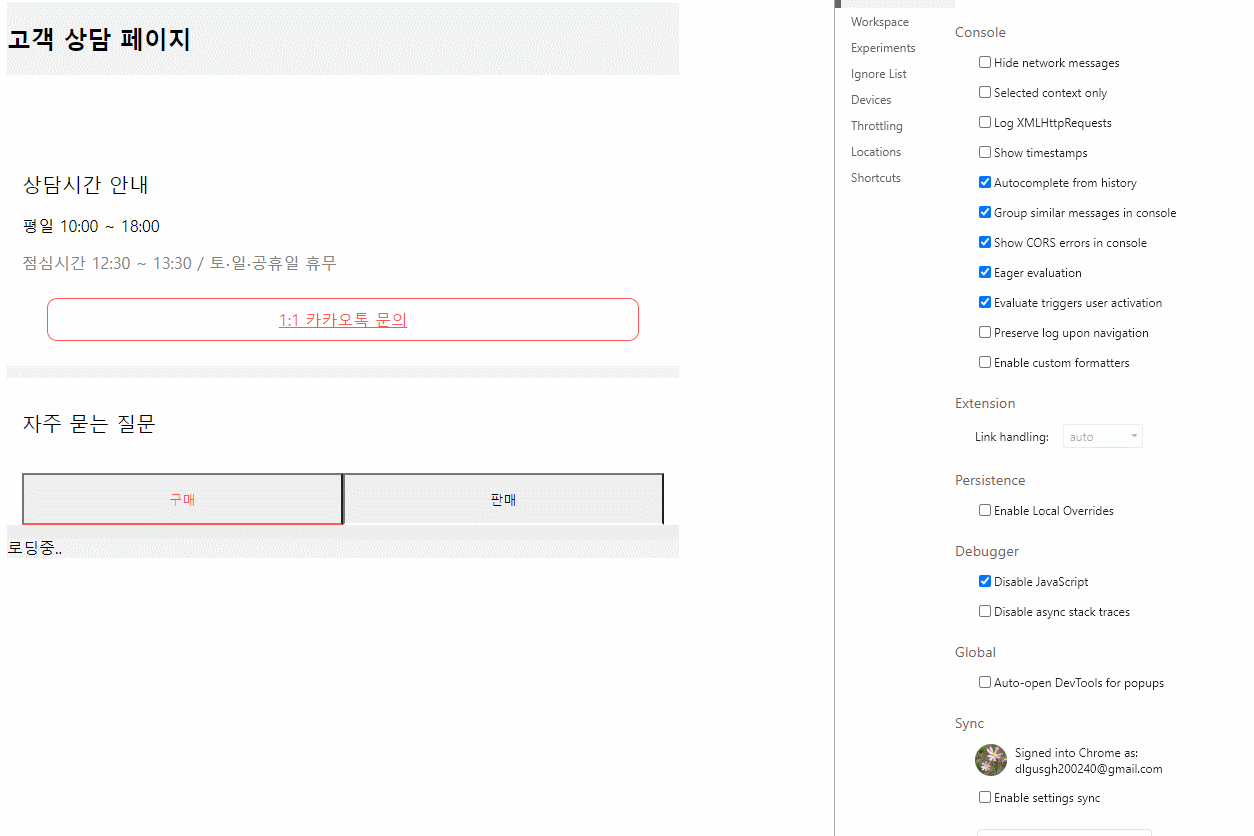 고객 상담 페이지
상담시간 안내
평일 10:00 ~ 18:00
점심시간 12:30 ~ 13:30 / 토·일·공휴일 휴무
1:1 카카오톡 문의
자주 묻는 질문
구매
판매
로딩중..
Workspace
Experiments
Ignore List
Devices
Throttling
Locations
Shortcuts
Console
Hide network messages
Selected context only
Log XMLHttpRequests
Show timestamps
Autocomplete from history
Group similar messages in console
Show CORS errors in console
Eager evaluation
Evaluate triggers user activation
Preserve log upon navigation
Enable custom formatters
Extension
Link handling: auto
Persistence
Enable Local Overrides
Debugger
Disable JavaScript
Disable async stack traces
Global
Auto-open DevTools for popups
Sync
Signed into Chrome as:
dlgusgh200240@gmail.com
Enable settings sync